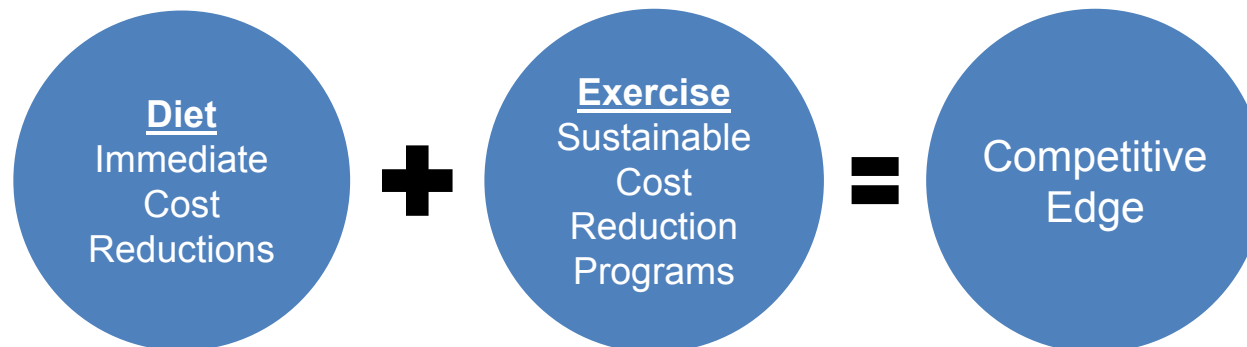 Diet
Immediate
Cost
Reductions
Exercise
Sustainable
Cost
Reduction
Programs
Competitive
Edge